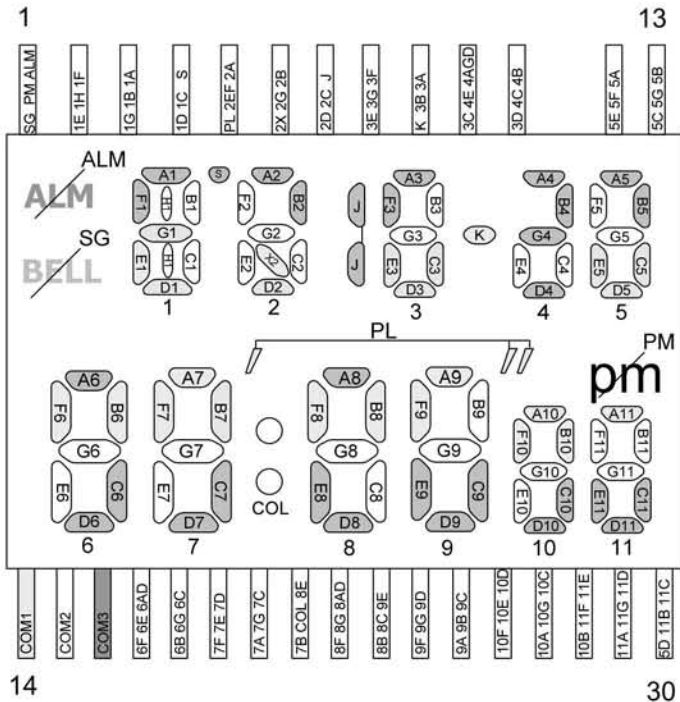 1 13
SG PM ALM
1E 1H 1F
1G 1B 1A
1D 1C S
PL 2EF 2A
2X 2G 2B
2D 2C J
3E 3G 3F
K 3B 3A
3C 4E 4AGD
3D 4C 4B
5E 5F 5A
5C 5G 5B
ALM
ALM
SG
BELL
A1 S A2 A3 A4 A5
F1 H1 B1 F2 B2 J F3 B3 B4 F5 B5
G1 G2 G3 K G4 G5
E1 H1 C1 E2 X2 C2 J E3 C3 E4 C4 E5 C5
D1 D2 D3 D4 D5
1 2 3 4 5
PL
PM
pm
A6 A7 A8 A9
F6 B6 F7 B7 F8 B8 F9 B9
A10 A11
F10 B10 F11 B11
G6 G7 G8 G9
G10 G11
E6 C6 E7 C7 COL E8 C8 E9 C9
E10 C10 E11 C11
D6 D7 D8 D9 D10 D11
6 7 8 9 10 11
COM1
COM2
COM3
6F 6E 6AD
6B 6G 6C
7F 7E 7D
7A 7G 7C
7B COL 8E
8F 8G 8AD
8B 8C 9E
9F 9G 9D
9A 9B 9C
10F 10E 10D
10A 10G 10C
10B 11F 11E
11A 11G 11D
5D 11B 11C
14 30